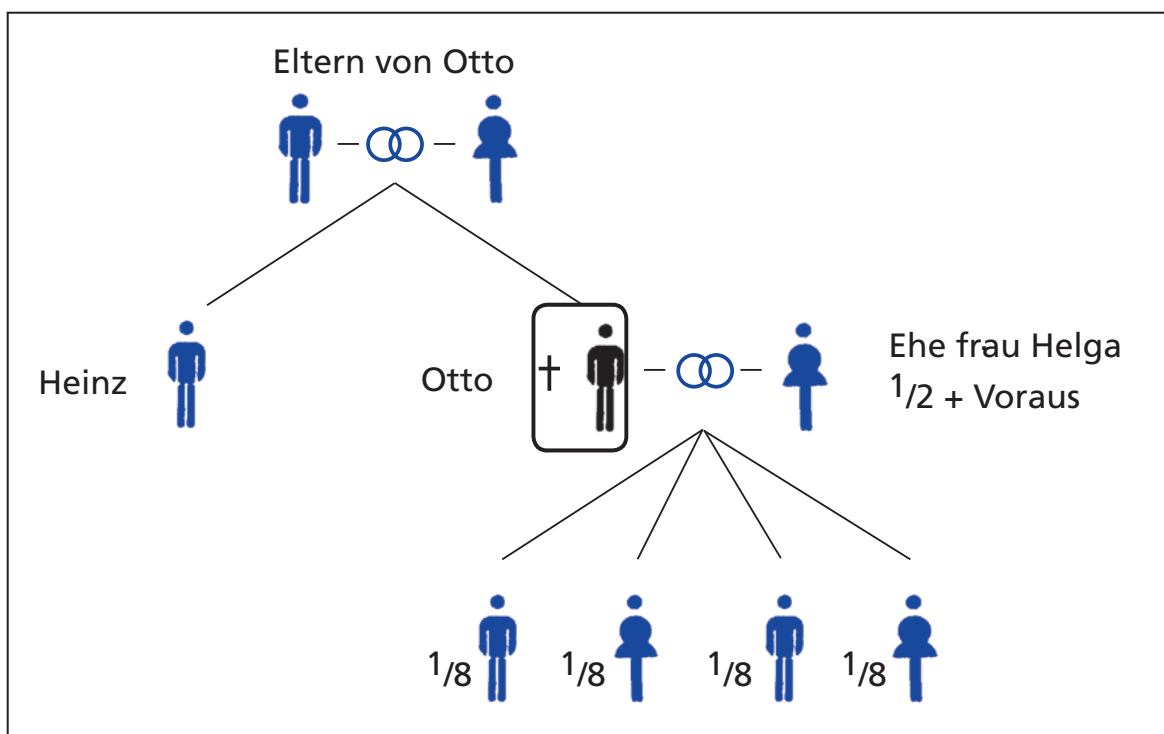 Eltern von Otto
Heinz
Otto
Ehe frau Helga
1/2 + Voraus
1/8 1/8 1/8 1/8